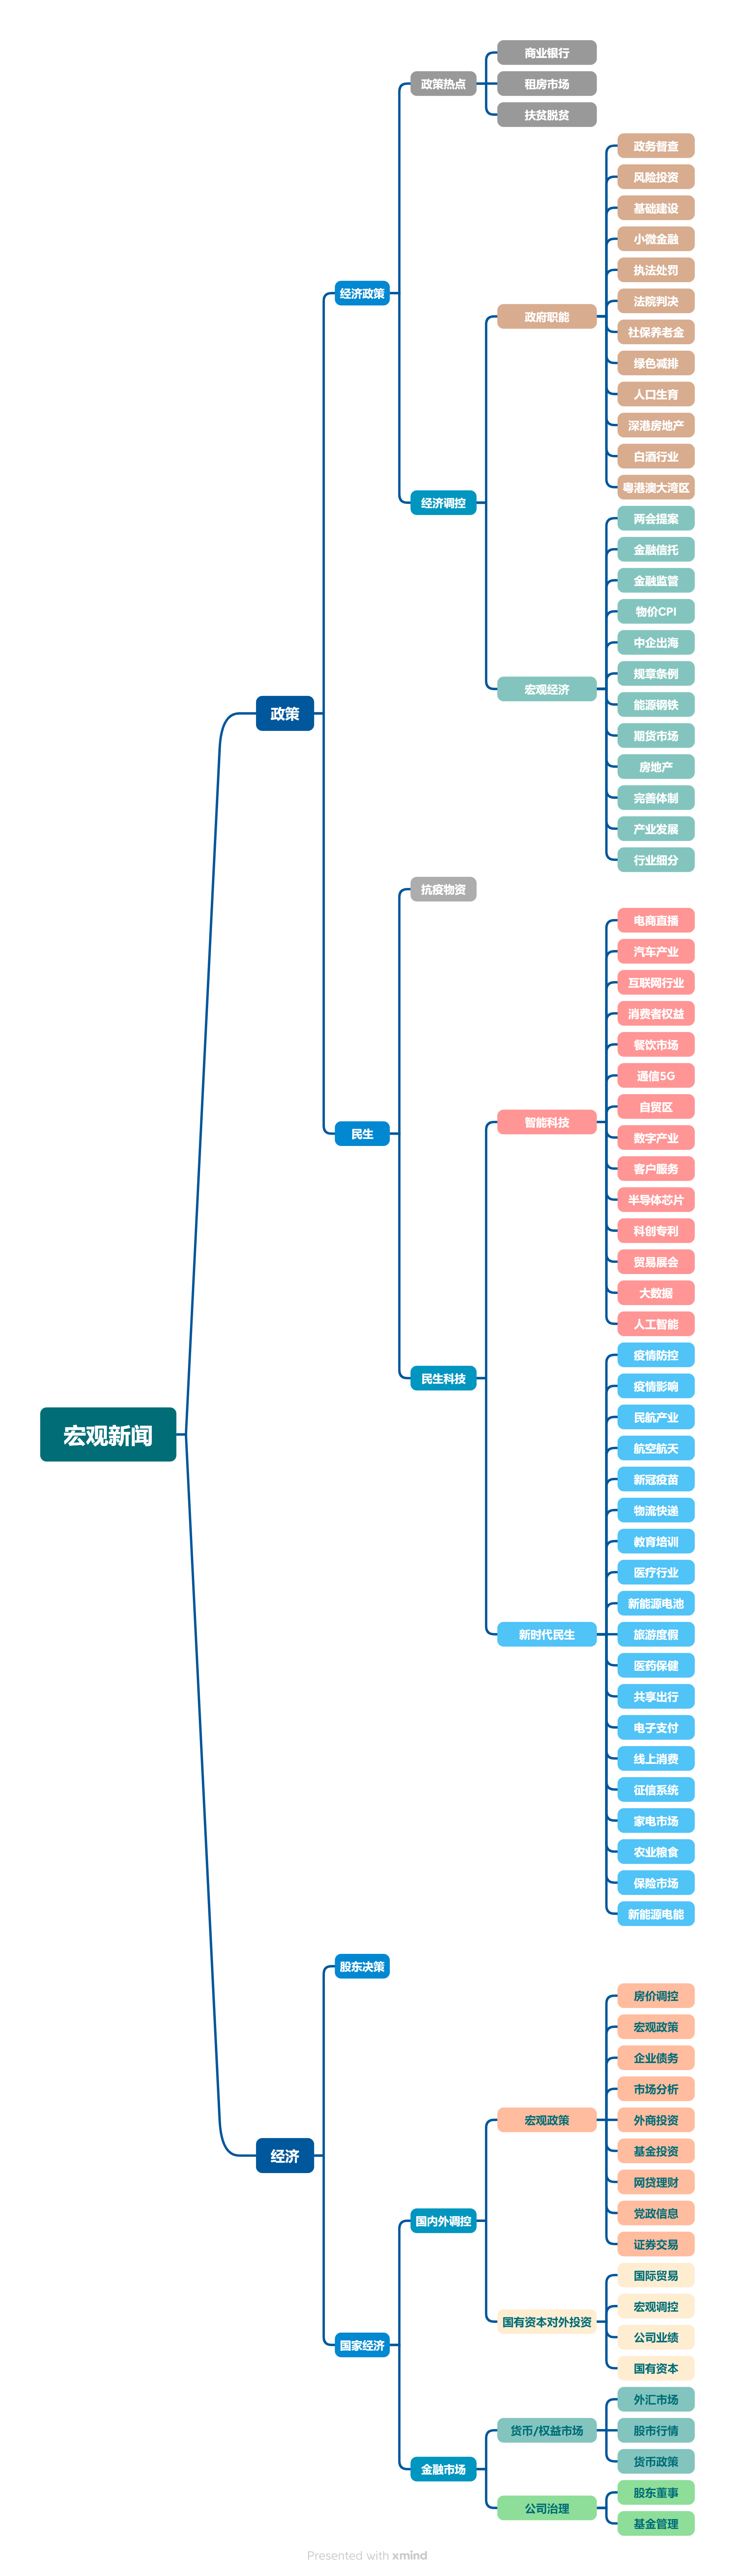 宏观新闻
政策
经济政策
政策热点
商业银行
租房市场
扶贫脱贫
经济调控
政府职能
政务督查
风险投资
基础建设
小微金融
执法处罚
法院判决
社保养老金
绿色减排
人口生育
深港房地产
白酒行业
粤港澳大湾区
宏观经济
两会提案
金融信托
金融监管
物价CPI
中企出海
规章条例
能源钢铁
期货市场
房地产
完善体制
产业发展
行业细分
民生
抗疫物资
民生科技
智能科技
电商直播
汽车产业
互联网行业
消费者权益
餐饮市场
通信5G
自贸区
数字产业
客户服务
半导体芯片
科创专利
贸易展会
大数据
人工智能
新时代民生
疫情防控
疫情影响
民航产业
航空航天
新冠疫苗
物流快递
教育培训
医疗行业
新能源电池
旅游度假
医药保健
共享出行
电子支付
线上消费
征信系统
家电市场
农业粮食
保险市场
新能源电能
经济
股东决策
国家经济
国内外调控
宏观政策
房价调控
宏观政策
企业债务
市场分析
外商投资
基金投资
网贷理财
党政信息
证券交易
国有资本对外投资
国际贸易
宏观调控
公司业绩
国有资本
金融市场
货币/权益市场
外汇市场
股市行情
货币政策
公司治理
股东董事
基金管理
Presented with xmind